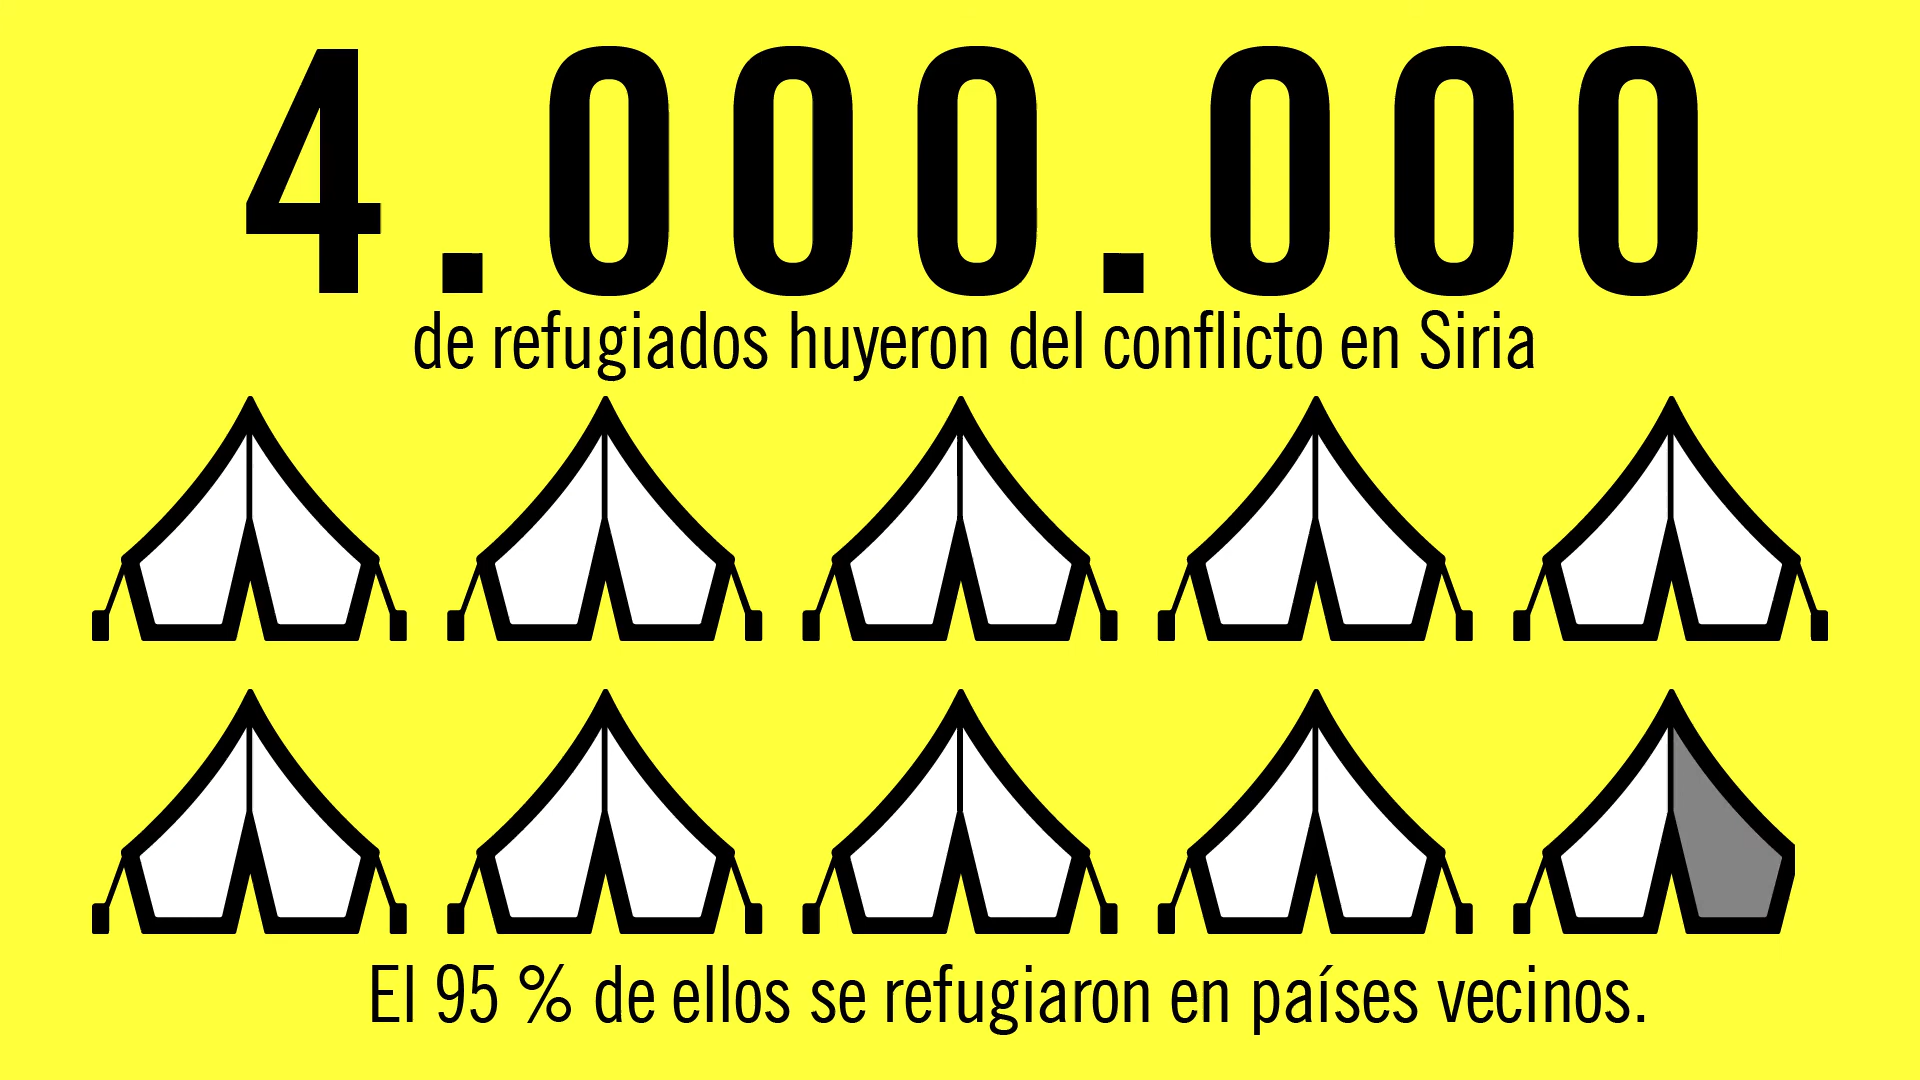 4.000.000
de refugiados huyeron del conflicto en Siria
El 95 % de ellos se refugiaron en países vecinos.